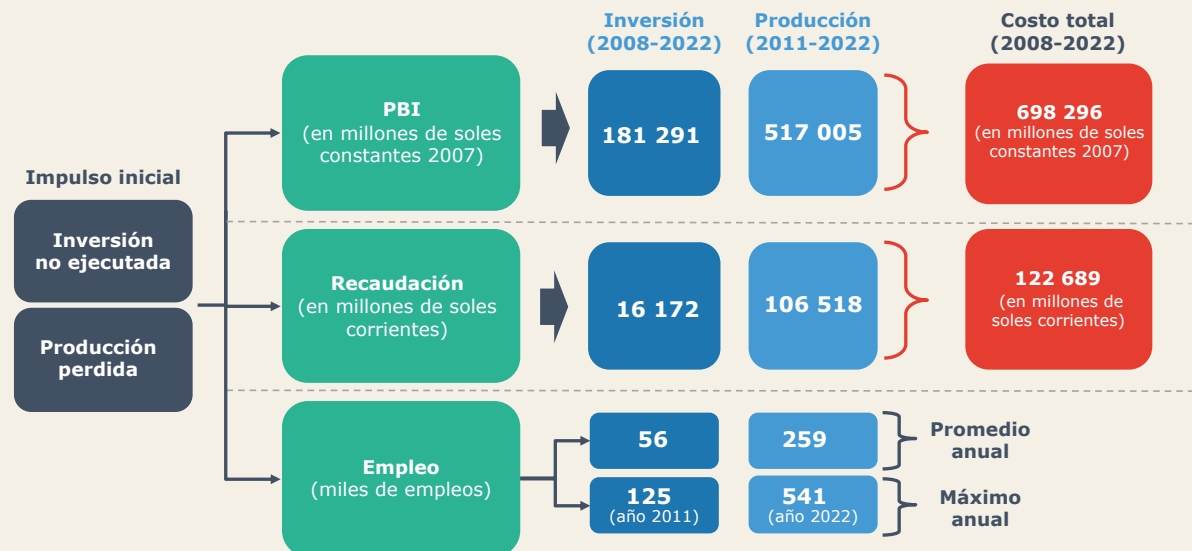 Inversión
(2008-2022)
Producción
(2011-2022)
Costo total
(2008-2022)
Impulso inicial
Inversión
no ejecutada
Producción
perdida
PBI
(en millones de soles
constantes 2007)
181 291
517 005
698 296
(en millones de soles
constantes 2007)
Recaudación
(en millones de soles
corrientes)
16 172
106 518
122 689
(en millones de
soles corrientes)
Empleo
(miles de empleos)
56
259
Promedio
anual
125
(año 2011)
541
(año 2022)
Máximo
anual